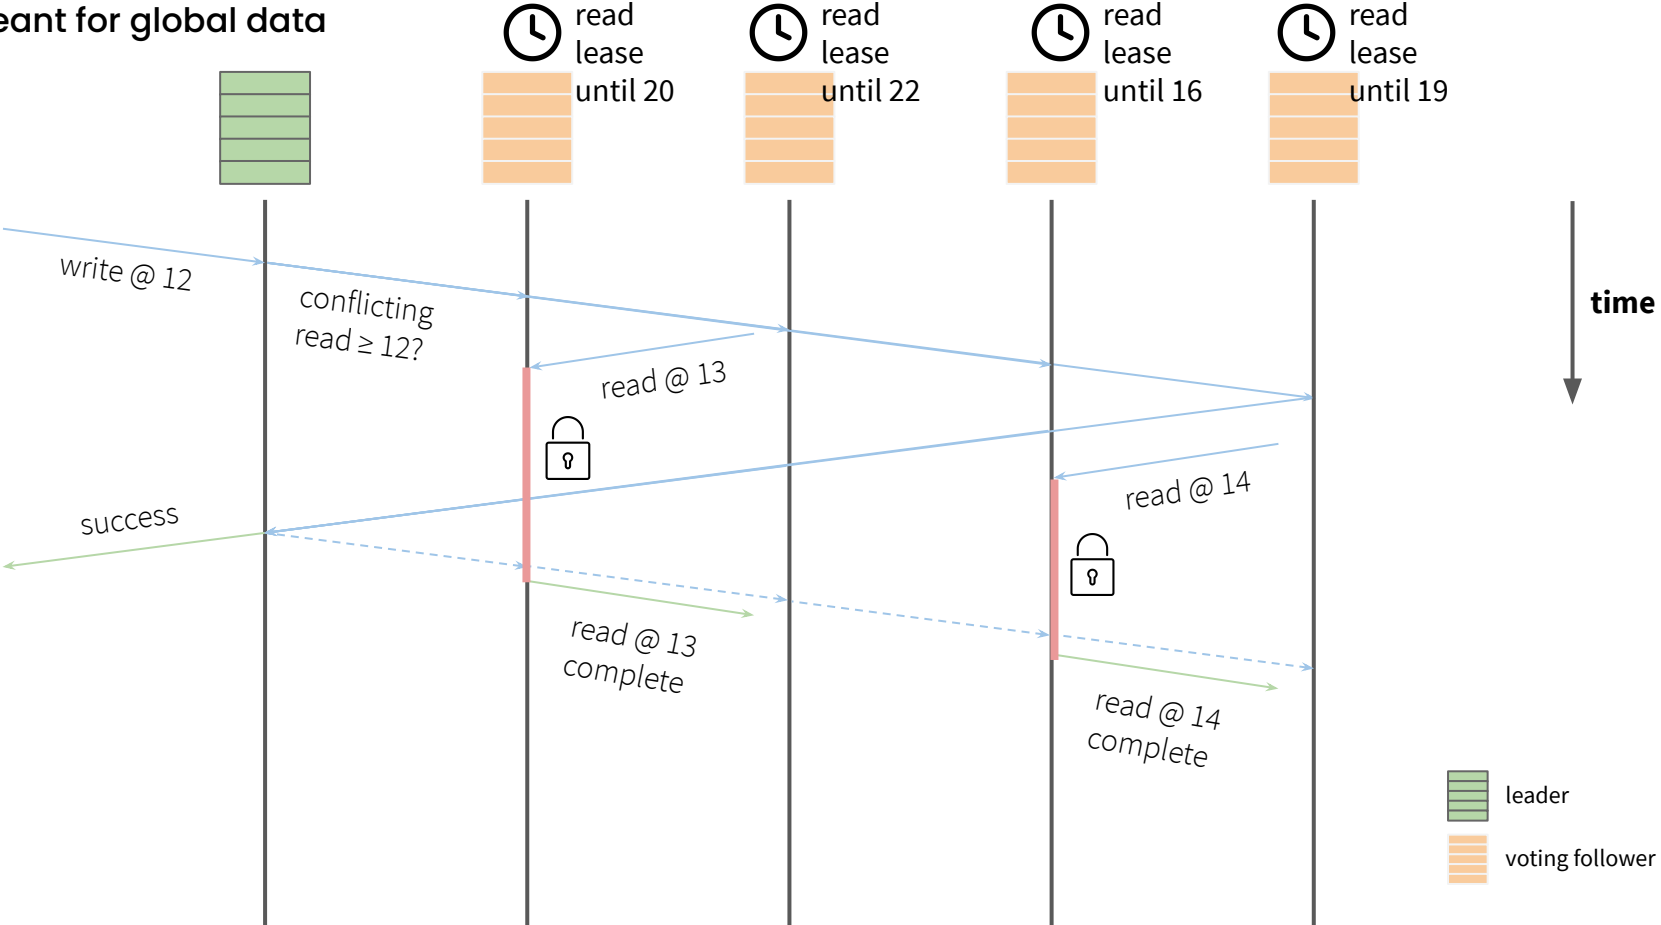 eant for global data
read
lease
until 20
read
lease
until 22
read
lease
until 16
read
lease
until 19
write @ 12
conflicting
read ≥ 12?
read @ 13
time
read @ 14
success
read @ 13
complete
read @ 14
complete
leader
voting follower